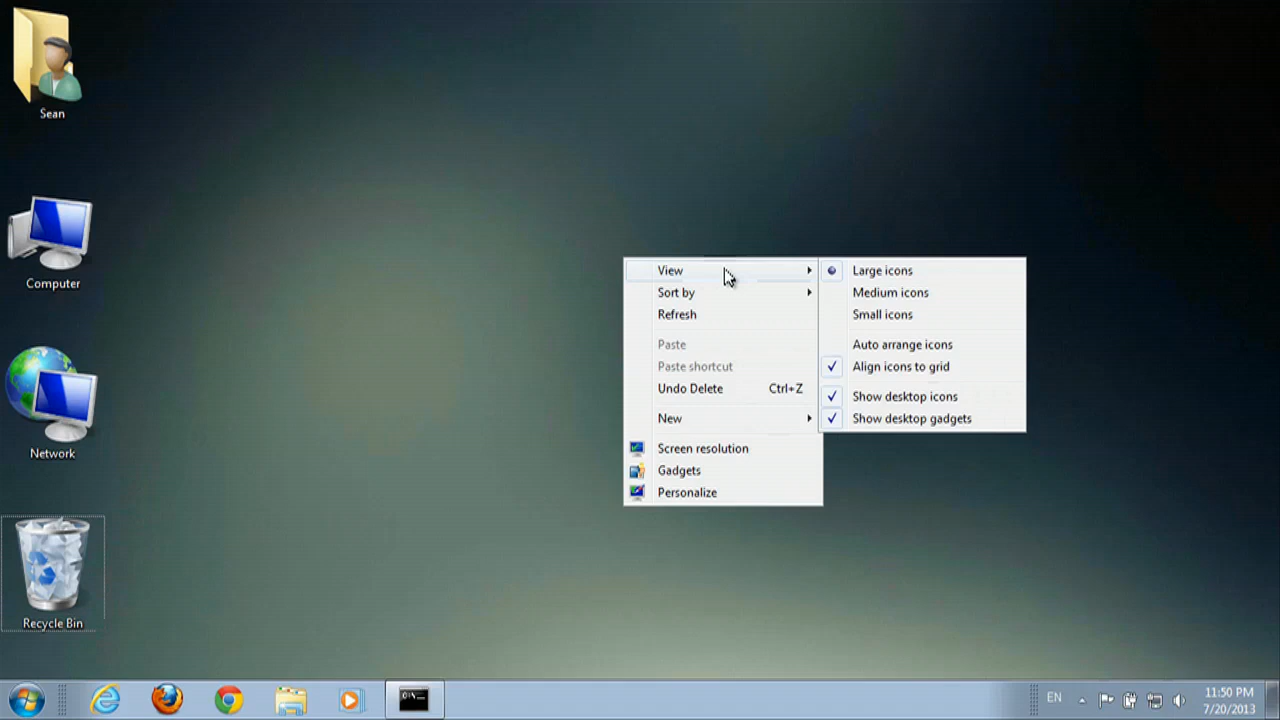 Sean
Computer
Network
Recycle Bin
View
Sort by
Refresh
Paste
Paste shortcut
Undo Delete Ctrl+Z
New
Screen resolution
Gadgets
Personalize
Large icons
Medium icons
Small icons
Auto arrange icons
Align icons to grid
Show desktop icons
Show desktop gadgets
EN
11:50 PM
7/20/2013